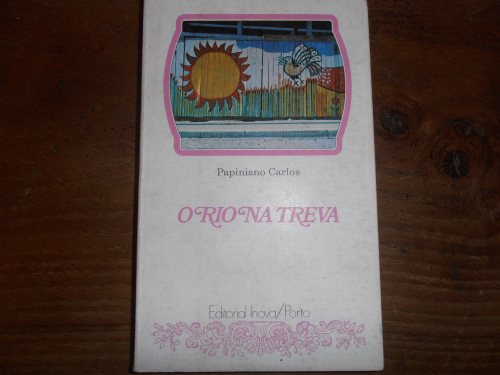 Papiniano Carlos
O RIO NA TREVA
Editorial Inova/Porto